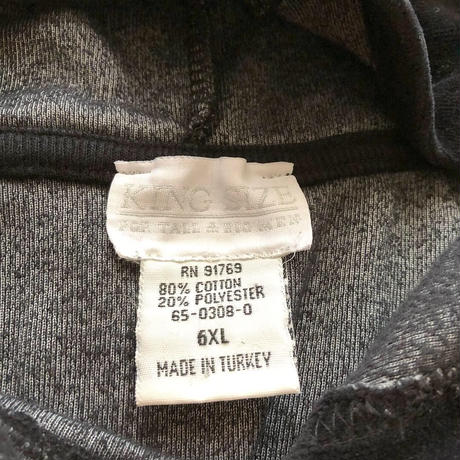 KING SIZE
FOR TALL & BIG MEN
RN 91769
80% COTTON
20% POLYESTER
65-0308-0
6XL
MADE IN TURKEY